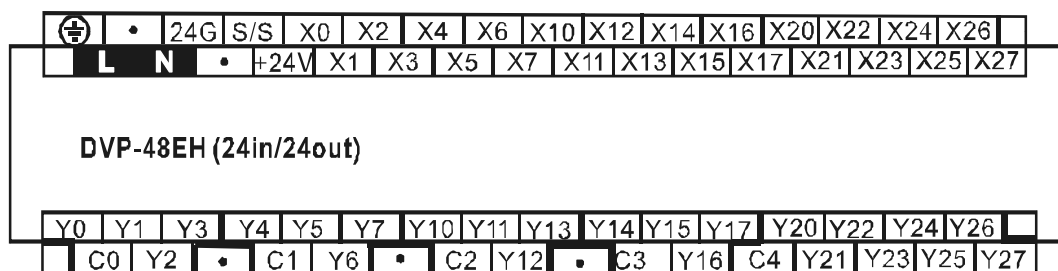 • 24G S/S X0 X2 X4 X6 X10 X12 X14 X16 X20 X22 X24 X26
L N • +24V X1 X3 X5 X7 X11 X13 X15 X17 X21 X23 X25 X27
DVP-48EH (24in/24out)
Y0 Y1 Y3 Y4 Y5 Y7 Y10 Y11 Y13 Y14 Y15 Y17 Y20 Y22 Y24 Y26
C0 Y2 • C1 Y6 • C2 Y12 • C3 Y16 C4 Y21 Y23 Y25 Y27